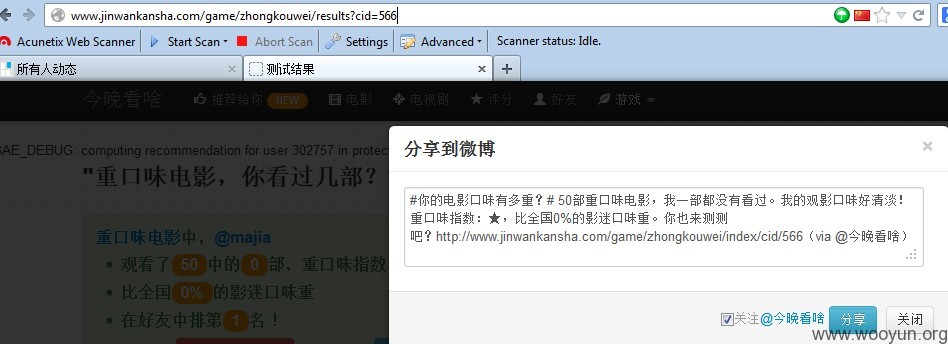 www.jinwankansha.com/game/zhongkouwei/results?cid=566
Acunetix Web Scanner Start Scan Abort Scan Settings Advanced Scanner status: Idle.
所有人动态 × 测试结果 × +
今晚看啥 推荐给你 NEW 电影 电视剧 评分 好友 游戏
SAE_DEBUG: computing recommendation for user 302757 in protec
"重口味电影，你看过几部？
重口味电影中，@majia
观看了 50 中的 0 部，重口味指数
比全国 0% 的影迷口味重
在好友中排第 1 名！
分享到微博 ×
#你的电影口味有多重？# 50部重口味电影，我一部都没有看过。我的观影口味好清淡！
重口味指数：★，比全国0%的影迷口味重。你也来测测
吧？http://www.jinwankansha.com/game/zhongkouwei/index/cid/566（via @今晚看啥）
关注@今晚看啥 分享 关闭
www.wooyun.org